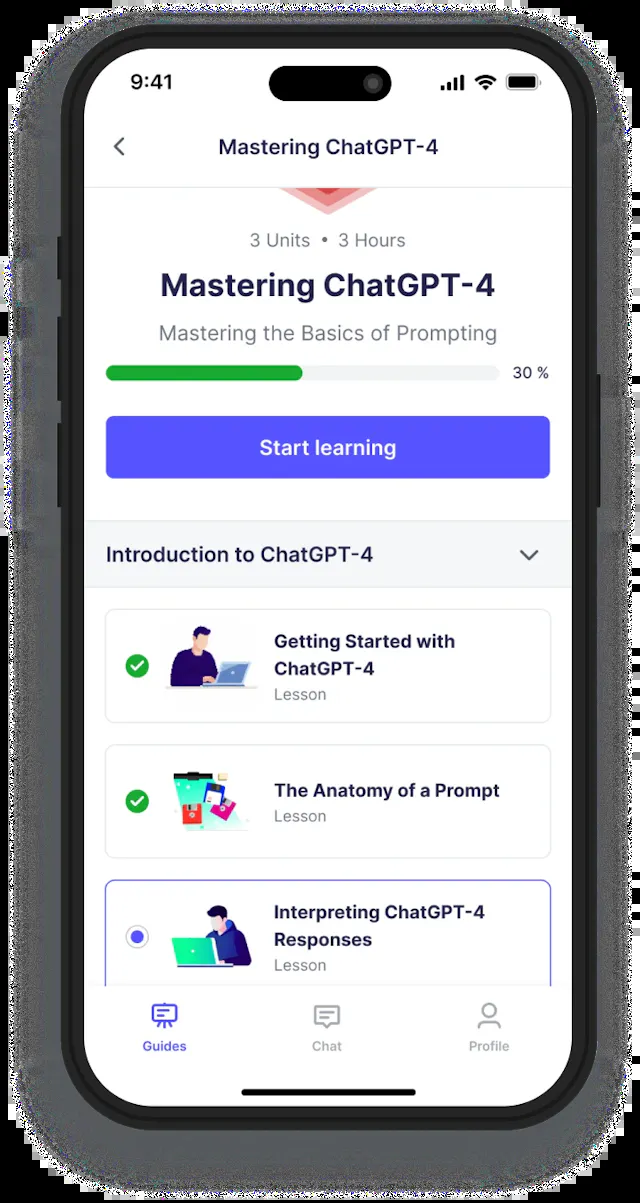 9:41
Mastering ChatGPT-4
3 Units • 3 Hours
Mastering ChatGPT-4
Mastering the Basics of Prompting
30 %
Start learning
Introduction to ChatGPT-4
Getting Started with
ChatGPT-4
Lesson
The Anatomy of a Prompt
Lesson
Interpreting ChatGPT-4
Responses
Lesson
Guides
Chat
Profile